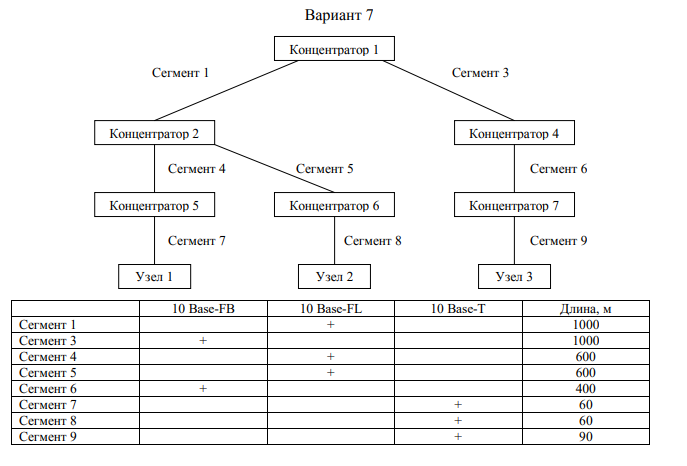 Вариант 7
Концентратор 1
Сегмент 1 Сегмент 3
Концентратор 2 Концентратор 4
Сегмент 4 Сегмент 5 Сегмент 6
Концентратор 5 Концентратор 6 Концентратор 7
Сегмент 7 Сегмент 8 Сегмент 9
Узел 1 Узел 2 Узел 3
10 Base-FB 10 Base-FL 10 Base-T Длина, м
Сегмент 1 + 1000
Сегмент 3 + 1000
Сегмент 4 + 600
Сегмент 5 + 600
Сегмент 6 + 400
Сегмент 7 + 60
Сегмент 8 + 60
Сегмент 9 + 90